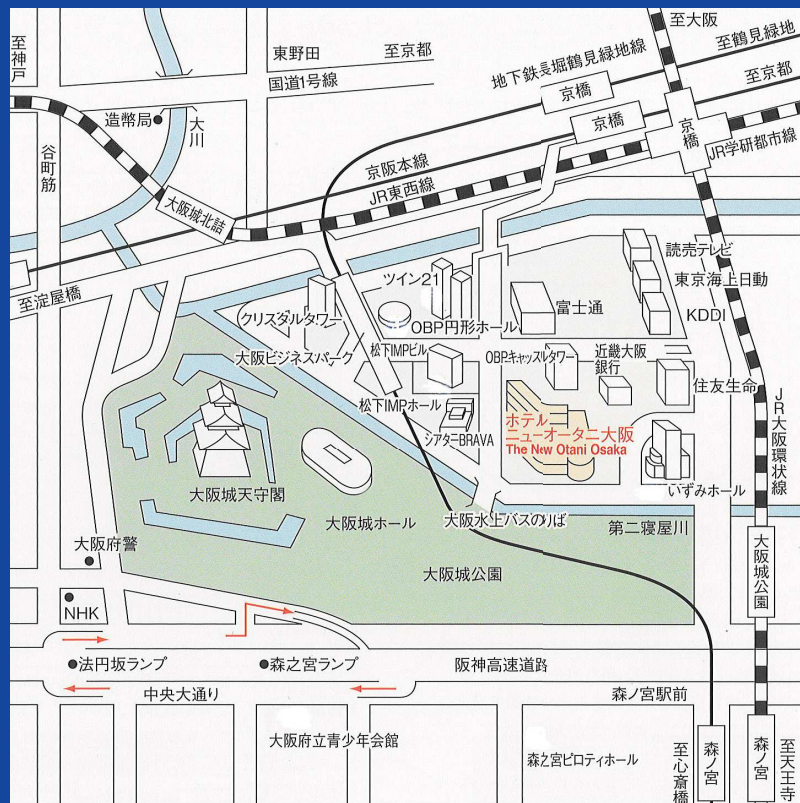 至大阪
至神戸
東野田
至京都
至鶴見緑地
地下鉄長堀鶴見緑地線
国道1号線
至京都
京橋
造幣局
大川
京橋
京橋
谷町筋
京阪本線
JR学研都市線
JR東西線
大阪城北詰
読売テレビ
ツイン21
東京海上日動
至淀屋橋
富士通
クリスタルタワー
OBP円形ホール
KDDI
大阪ビジネスパーク
松下IMPビル
OBPキャッスルタワー
近畿大阪
銀行
住友生命
松下IMPホール
JR大阪環状線
ホテル
ニューオータニ大阪
The New Otani Osaka
シアターBRAVA
大阪城天守閣
いずみホール
大阪城ホール
大阪水上バスのりば
第二寝屋川
大阪府警
大阪城公園
大阪城公園
NHK
法円坂ランプ
森之宮ランプ
阪神高速道路
中央大通り
森ノ宮駅前
大阪府立青少年会館
森之宮ピロティホール
至心斎橋
森ノ宮
森ノ宮
至天王寺